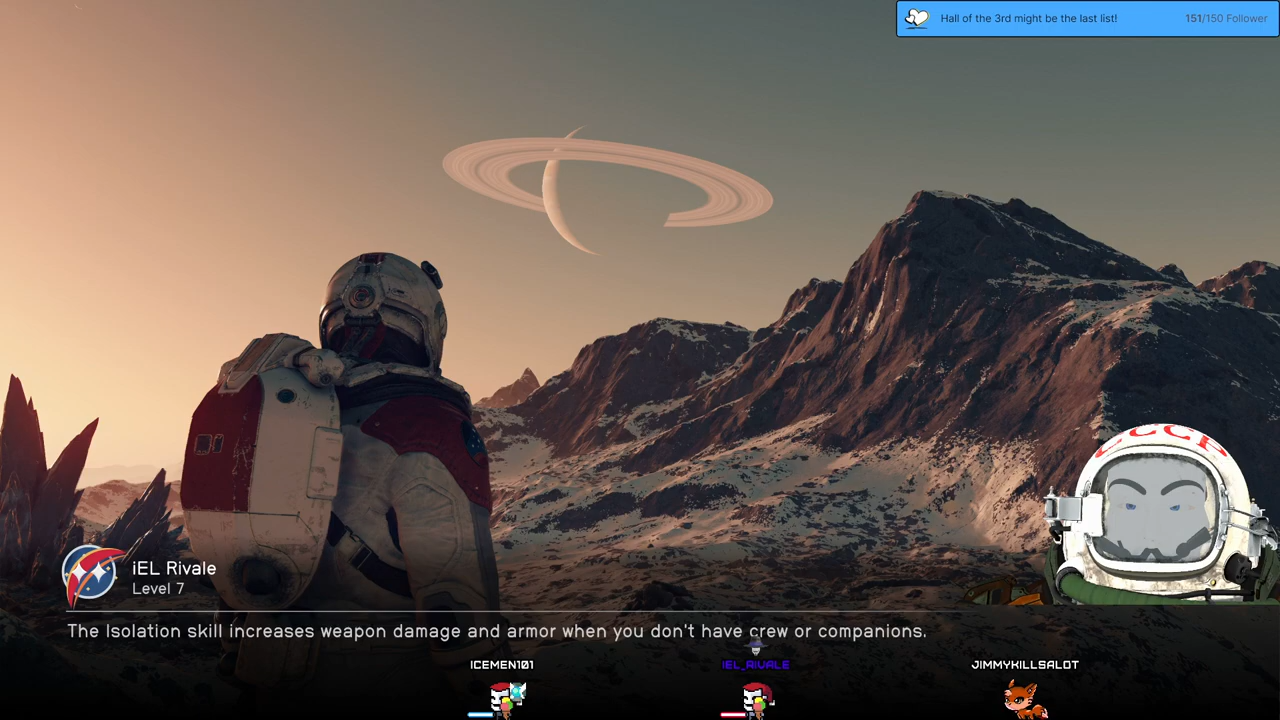 Hall of the 3rd might be the last list! 151/150 Follower
CCCP
iEL Rivale
Level 7
The Isolation skill increases weapon damage and armor when you don't have crew or companions.
ICEMEN101 IEL_RIVALE JIMMYKILLSALOT